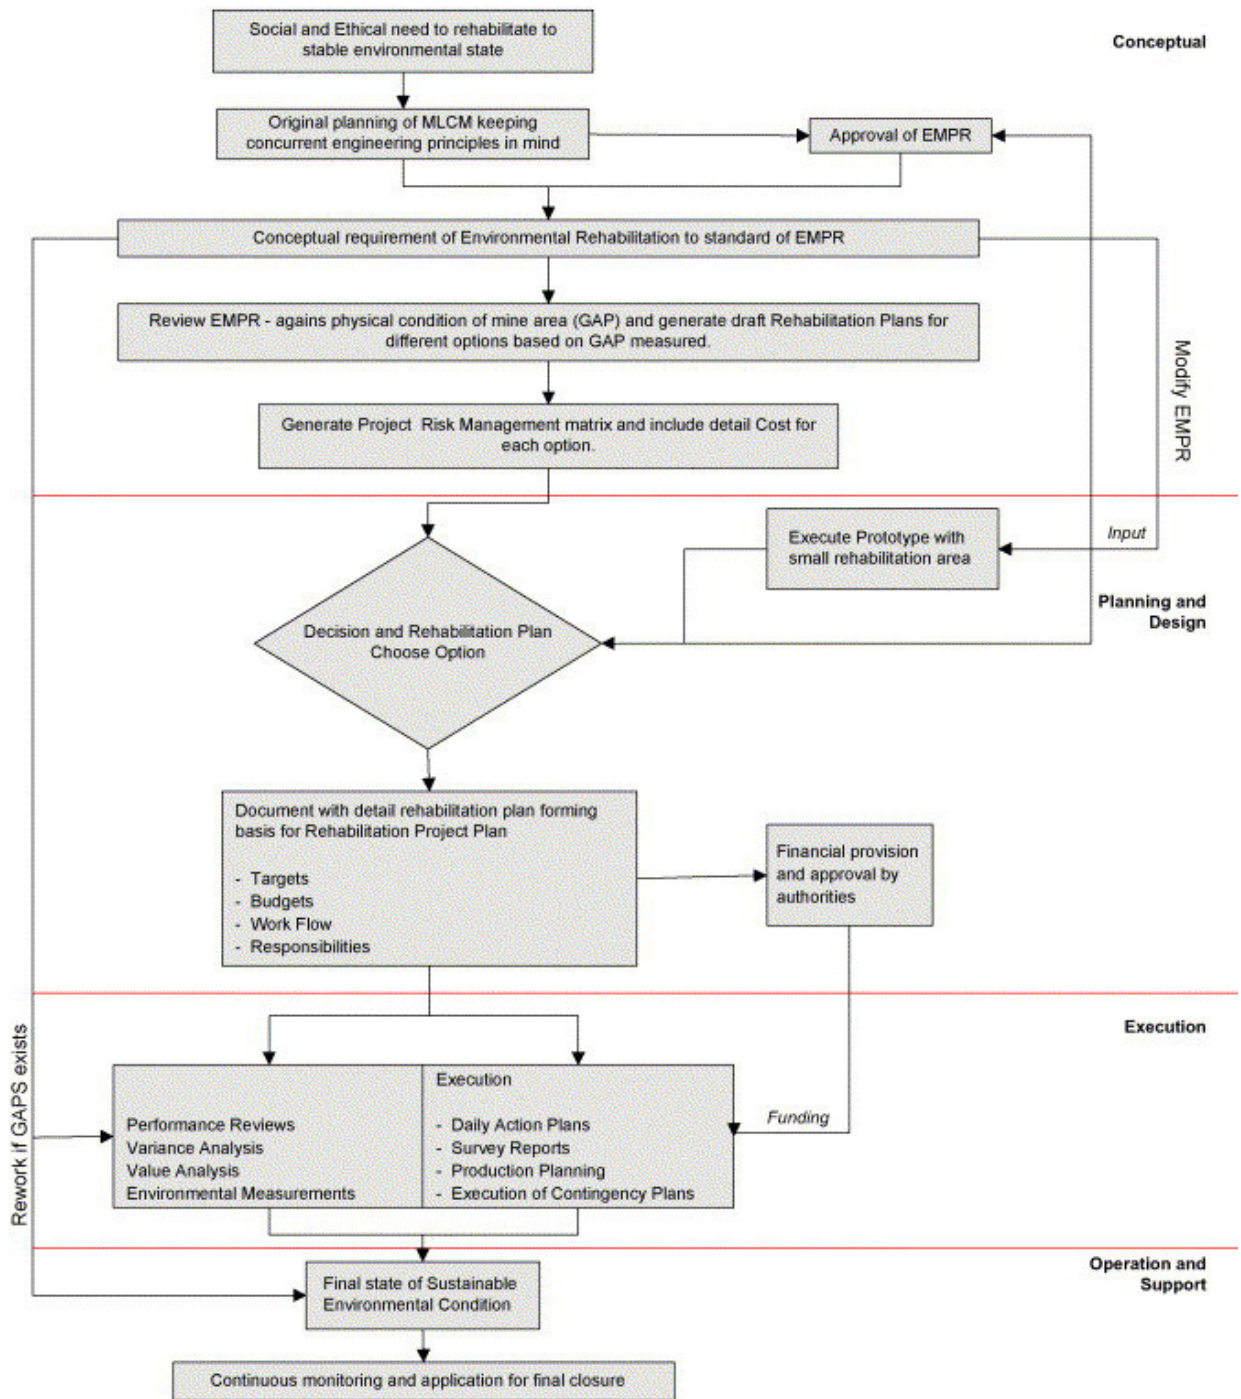 Social and Ethical need to rehabilitate to
stable environmental state
Conceptual
Original planning of MLCM keeping
concurrent engineering principles in mind
Approval of EMPR
Conceptual requirement of Environmental Rehabilitation to standard of EMPR
Review EMPR - agains physical condition of mine area (GAP) and generate draft Rehabilitation Plans for
different options based on GAP measured.
Modify EMPR
Generate Project Risk Management matrix and include detail Cost for
each option.
Execute Prototype with
small rehabilitation area
Input
Planning and
Design
Decision and Rehabilitation Plan
Choose Option
Document with detail rehabilitation plan forming
basis for Rehabilitation Project Plan
- Targets
- Budgets
- Work Flow
- Responsibilities
Financial provision
and approval by
authorities
Execution
Rework if GAPS exists
Performance Reviews
Variance Analysis
Value Analysis
Environmental Measurements
Execution
- Daily Action Plans
- Survey Reports
- Production Planning
- Execution of Contingency Plans
Funding
Operation and
Support
Final state of Sustainable
Environmental Condition
Continuous monitoring and application for final closure